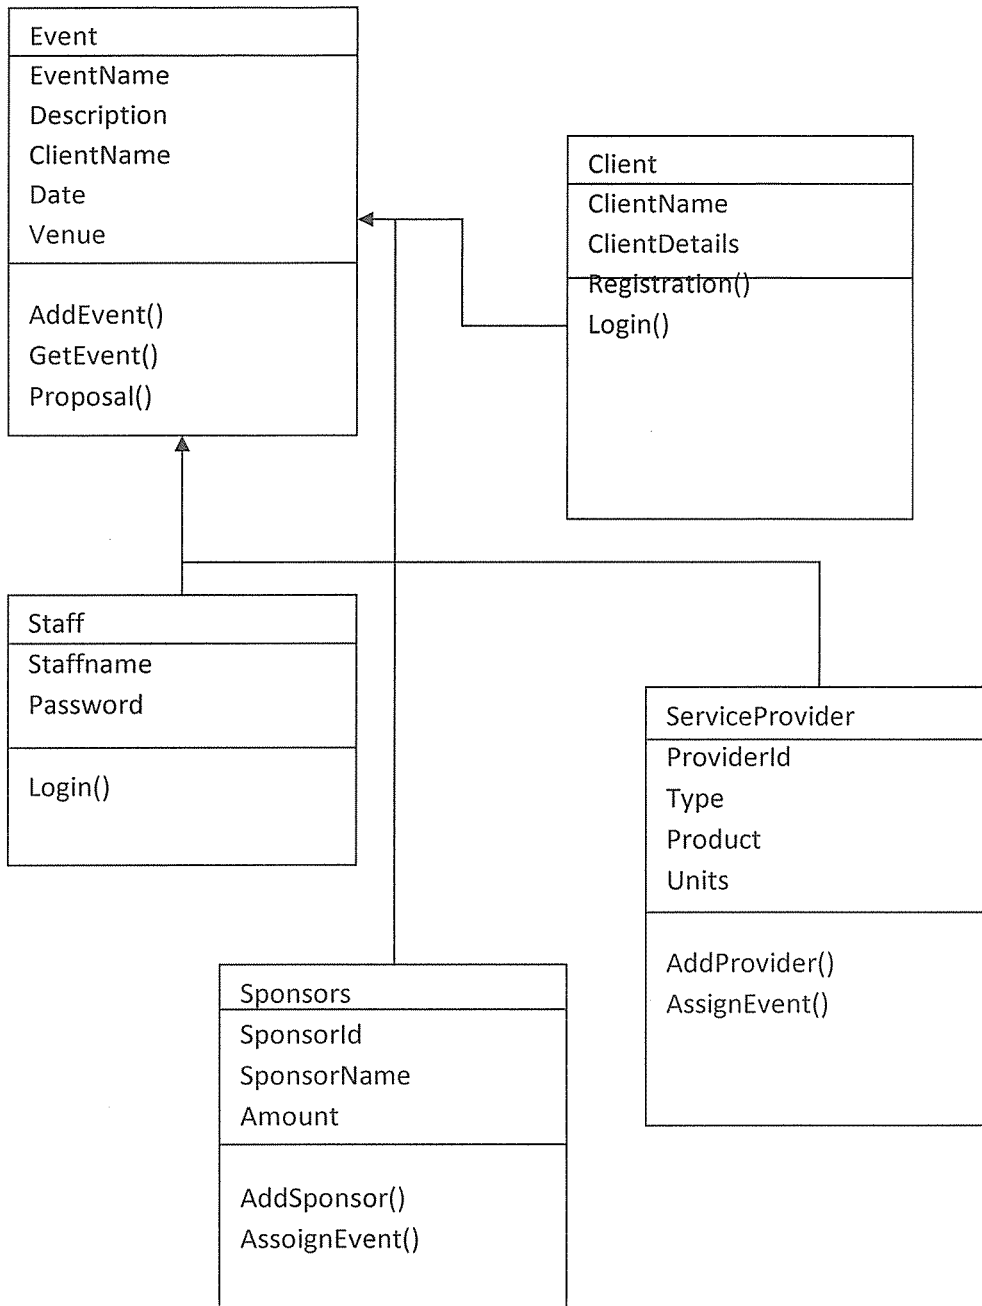 Event
EventName
Description
ClientName
Date
Venue
AddEvent()
GetEvent()
Proposal()
Client
ClientName
ClientDetails
Registration()
Login()
Staff
Staffname
Password
Login()
ServiceProvider
ProviderId
Type
Product
Units
AddProvider()
AssignEvent()
Sponsors
SponsorId
SponsorName
Amount
AddSponsor()
AssoignEvent()